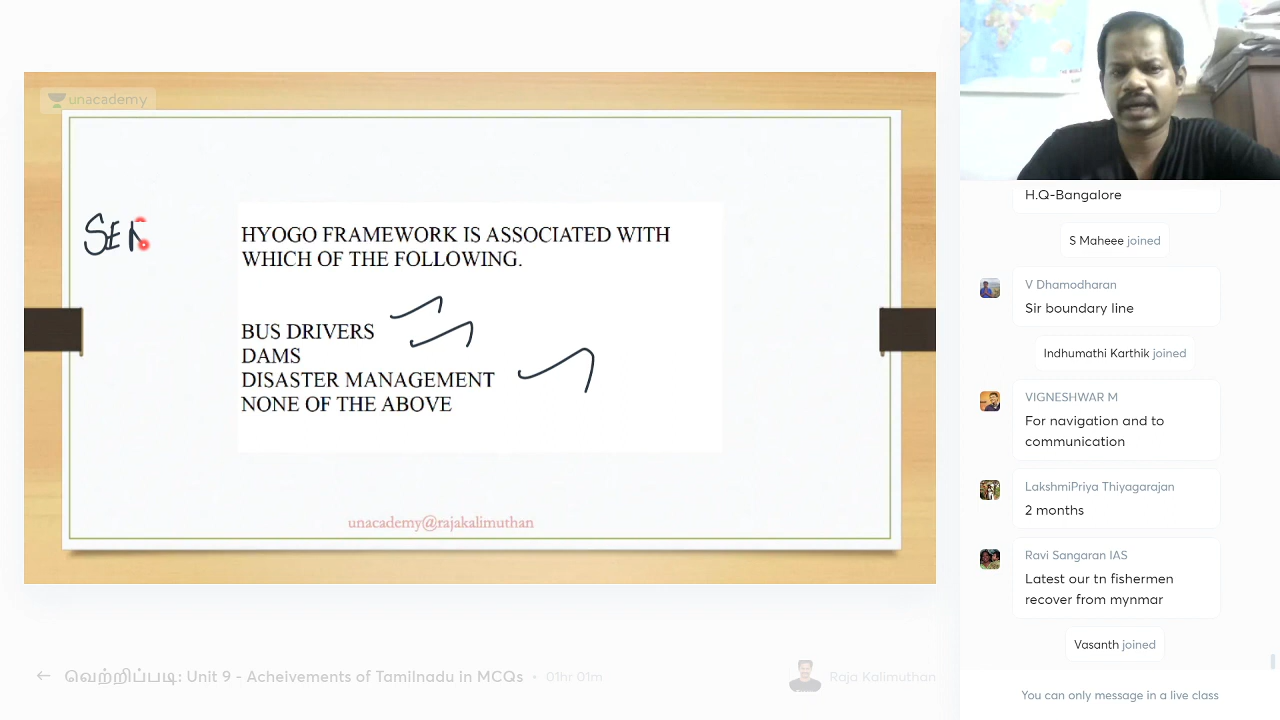 unacademy
SEN
HYOGO FRAMEWORK IS ASSOCIATED WITH
WHICH OF THE FOLLOWING.
BUS DRIVERS
DAMS
DISASTER MANAGEMENT
NONE OF THE ABOVE
unacademy@rajakalimuthan
வெற்றிப்படி: Unit 9 - Acheivements of Tamilnadu in MCQs • 01hr 01m
Raja Kalimuthan
H.Q-Bangalore
S Maheee joined
V Dhamodharan
Sir boundary line
Indhumathi Karthik joined
VIGNESHWAR M
For navigation and to
communication
LakshmiPriya Thiyagarajan
2 months
Ravi Sangaran IAS
Latest our tn fishermen
recover from mynmar
Vasanth joined
You can only message in a live class